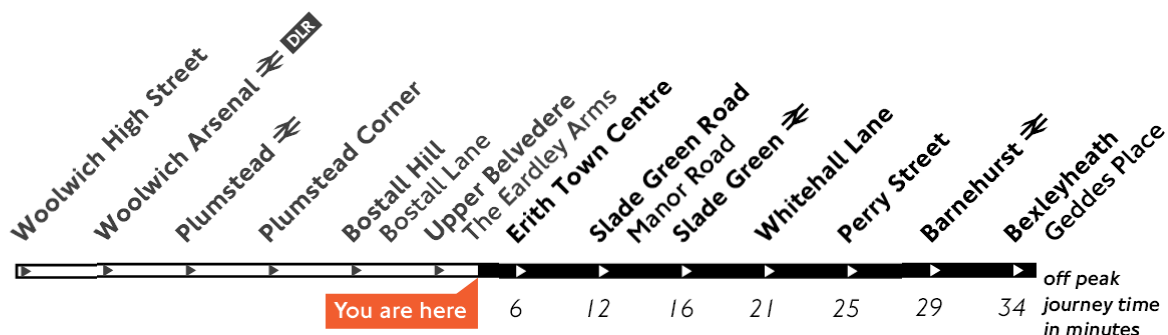 Woolwich High Street
Woolwich Arsenal DLR
Plumstead
Plumstead Corner
Bostall Hill
Bostall Lane
Upper Belvedere
The Eardley Arms
Erith Town Centre
Slade Green Road
Manor Road
Slade Green
Whitehall Lane
Perry Street
Barnehurst
Bexleyheath
Geddes Place
You are here
6 12 16 21 25 29 34
off peak
journey time
in minutes